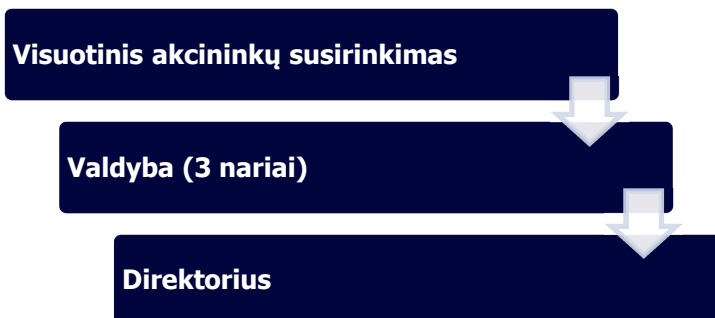 Visuotinis akcininkų susirinkimas
Valdyba (3 nariai)
Direktorius